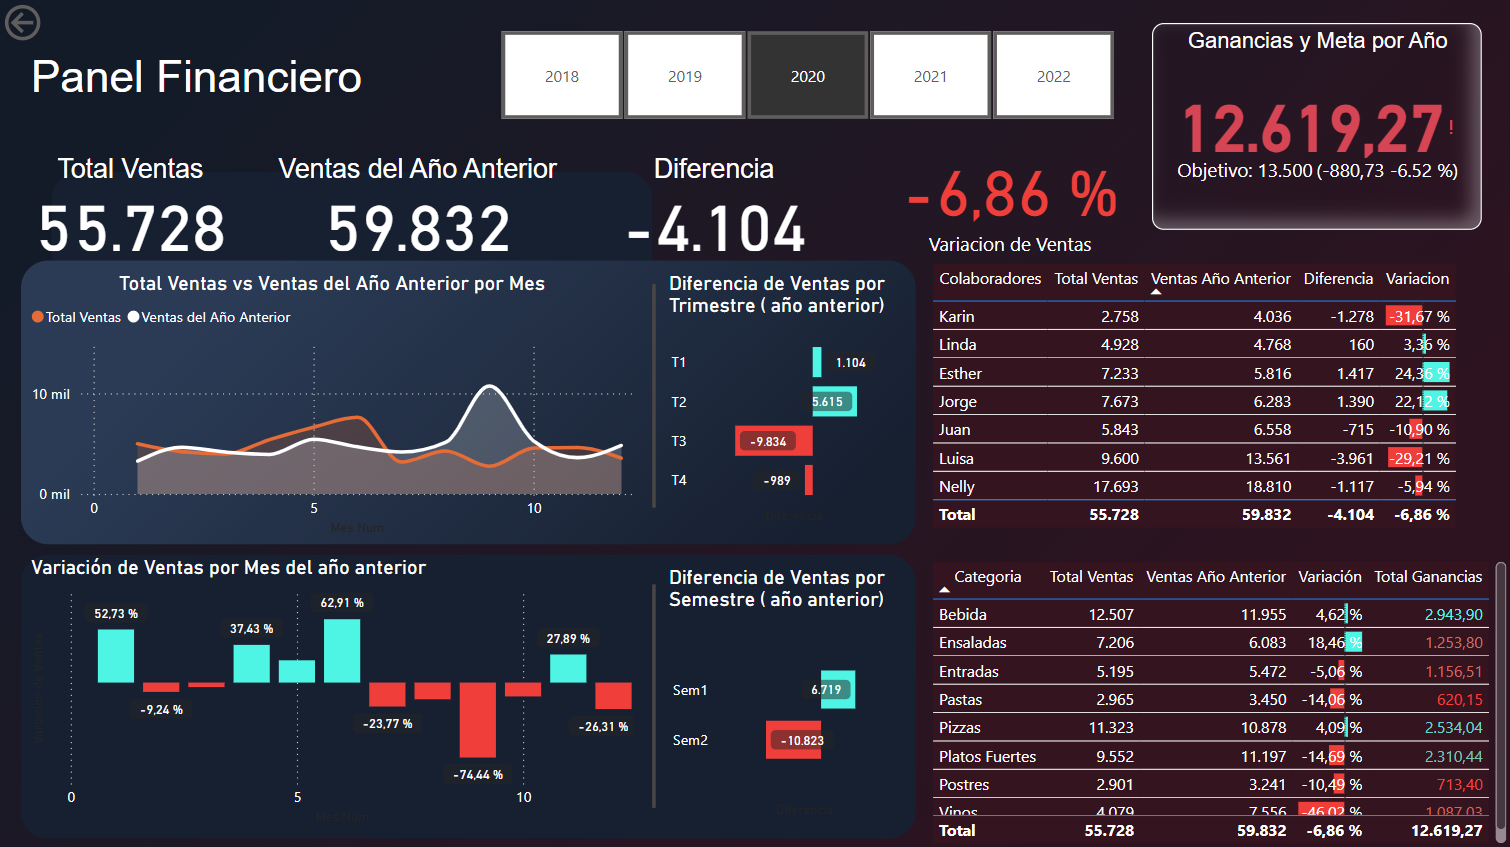 Panel Financiero
2018 2019 2020 2021 2022
Ganancias y Meta por Año
12.619,27!
Objetivo: 13.500 (-880,73 -6.52 %)
Total Ventas Ventas del Año Anterior Diferencia
55.728 59.832 -4.104 -6,86 %
Variacion de Ventas
Total Ventas vs Ventas del Año Anterior por Mes
Total Ventas Ventas del Año Anterior
10 mil
0 mil
0 5 10
Mes Num
Diferencia de Ventas por
Trimestre ( año anterior)
T1 1.104
T2 5.615
T3 -9.834
T4 -989
Diferencia
Colaboradores Total Ventas Ventas Año Anterior Diferencia Variacion
Karin 2.758 4.036 -1.278 -31,67 %
Linda 4.928 4.768 160 3,36 %
Esther 7.233 5.816 1.417 24,36 %
Jorge 7.673 6.283 1.390 22,12 %
Juan 5.843 6.558 -715 -10,90 %
Luisa 9.600 13.561 -3.961 -29,21 %
Nelly 17.693 18.810 -1.117 -5,94 %
Total 55.728 59.832 -4.104 -6,86 %
Variación de Ventas por Mes del año anterior
52,73 %
-9,24 %
37,43 %
62,91 %
-23,77 %
-74,44 %
27,89 %
-26,31 %
0 5 10
Mes Num
Diferencia de Ventas por
Semestre ( año anterior)
Sem1 6.719
Sem2 -10.823
Diferencia
Categoria Total Ventas Ventas Año Anterior Variación Total Ganancias
Bebida 12.507 11.955 4,62 % 2.943,90
Ensaladas 7.206 6.083 18,46 % 1.253,80
Entradas 5.195 5.472 -5,06 % 1.156,51
Pastas 2.965 3.450 -14,06 % 620,15
Pizzas 11.323 10.878 4,09 % 2.534,04
Platos Fuertes 9.552 11.197 -14,69 % 2.310,44
Postres 2.901 3.241 -10,49 % 713,40
Vinos 4.079 7.556 -46,02 % 1.087,03
Total 55.728 59.832 -6,86 % 12.619,27